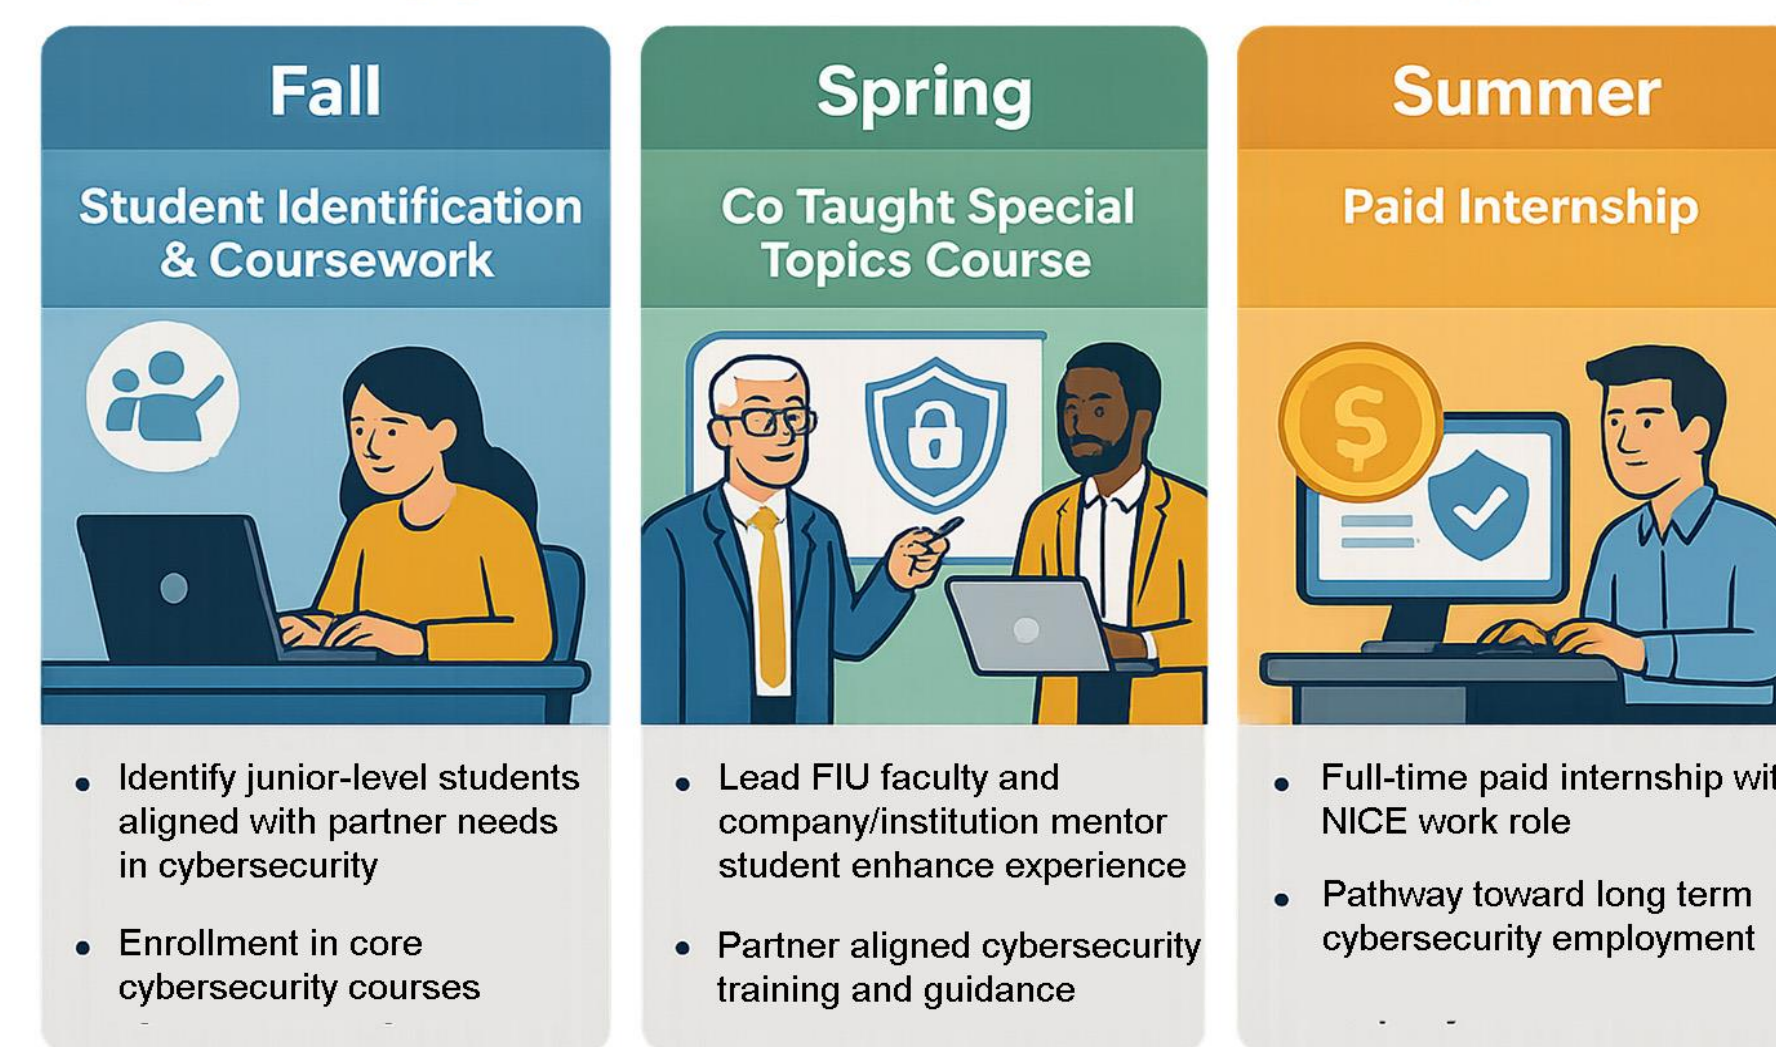 Fall
Student Identification
& Coursework
Identify junior-level students
aligned with partner needs
in cybersecurity
Enrollment in core
cybersecurity courses
Spring
Co Taught Special
Topics Course
Lead FIU faculty and
company/institution mentor
student enhance experience
Partner aligned cybersecurity
training and guidance
Summer
Paid Internship
$
Full-time paid internship
NICE work role
Pathway toward long term
cybersecurity employment